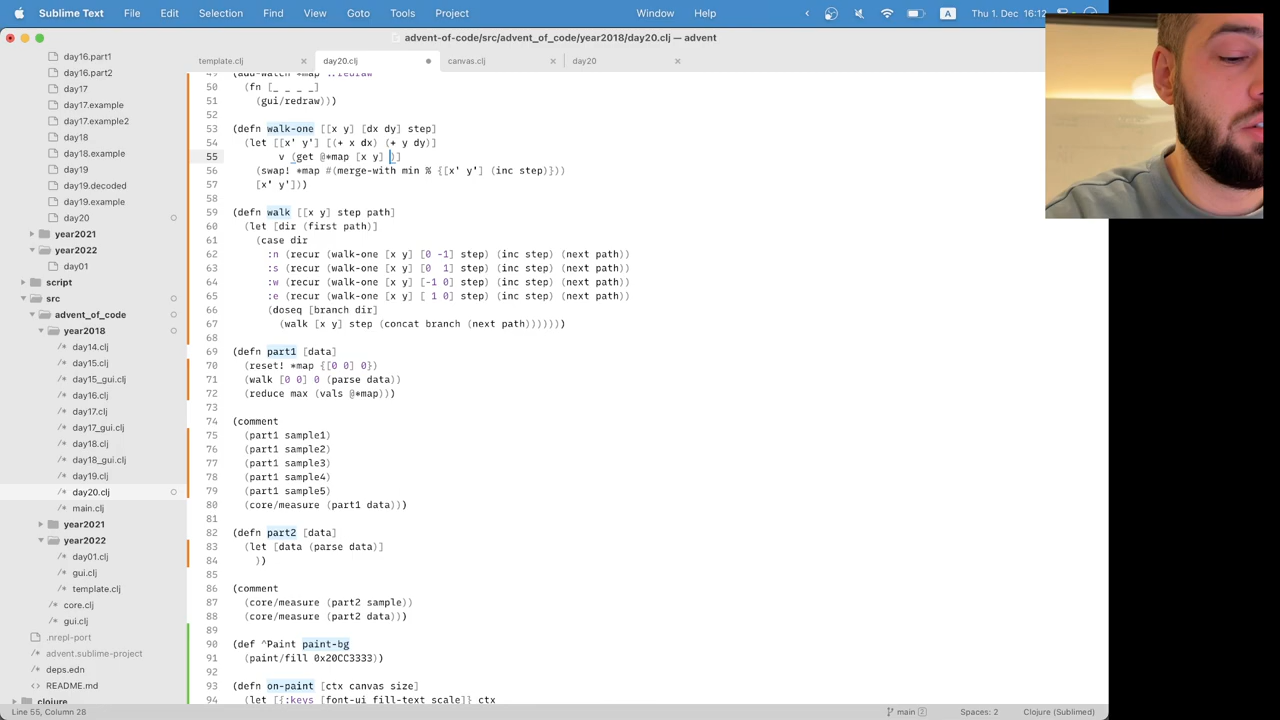 Sublime Text File Edit Selection Find View Goto Tools Project Window Help A Thu 1. Dec 16:12
advent-of-code/src/advent_of_code/year2018/day20.clj — advent
template.clj × day20.clj canvas.clj × day20 ×
day16.part1
day16.part2
day17
day17.example
day17.example2
day18
day18.example
day19
day19.decoded
day19.example
day20
year2021
year2022
day01
script
src
advent_of_code
year2018
day14.clj
day15.clj
day15_gui.clj
day16.clj
day17.clj
day17_gui.clj
day18.clj
day18_gui.clj
day19.clj
day20.clj
main.clj
year2021
year2022
day01.clj
gui.clj
template.clj
core.clj
gui.clj
.nrepl-port
advent.sublime-project
deps.edn
README.md
clojure
49 (add-watch *map ::redraw
50 (fn [_ _ _ _]
51 (gui/redraw)))
52
53 (defn walk-one [[x y] [dx dy] step]
54 (let [[x' y'] [(+ x dx) (+ y dy)]
55 v (get @*map [x y] )]
56 (swap! *map #(merge-with min % {[x' y'] (inc step)}))
57 [x' y']))
58
59 (defn walk [[x y] step path]
60 (let [dir (first path)]
61 (case dir
62 :n (recur (walk-one [x y] [0 -1] step) (inc step) (next path))
63 :s (recur (walk-one [x y] [0 1] step) (inc step) (next path))
64 :w (recur (walk-one [x y] [-1 0] step) (inc step) (next path))
65 :e (recur (walk-one [x y] [ 1 0] step) (inc step) (next path))
66 (doseq [branch dir]
67 (walk [x y] step (concat branch (next path))))))
68
69 (defn part1 [data]
70 (reset! *map {[0 0] 0})
71 (walk [0 0] 0 (parse data))
72 (reduce max (vals @*map)))
73
74 (comment
75 (part1 sample1)
76 (part1 sample2)
77 (part1 sample3)
78 (part1 sample4)
79 (part1 sample5)
80 (core/measure (part1 data)))
81
82 (defn part2 [data]
83 (let [data (parse data)]
84 ))
85
86 (comment
87 (core/measure (part2 sample))
88 (core/measure (part2 data)))
89
90 (def ^Paint paint-bg
91 (paint/fill 0x20CC3333))
92
93 (defn on-paint [ctx canvas size]
94 (let [{:keys [font-ui fill-text scale]} ctx
Line 55, Column 28 main 2 Spaces: 2 Clojure (Sublimed)